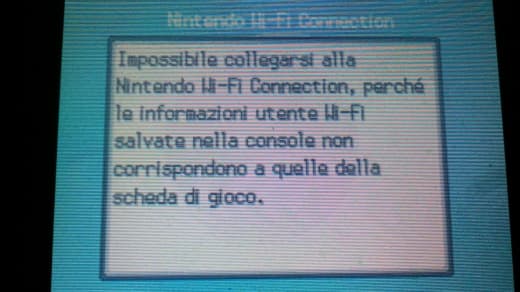 Nintendo Wi-Fi Connection
Impossibile collegarsi alla
Nintendo Wi-Fi Connection, perché
le informazioni utente Wi-Fi
salvate nella console non
corrispondono a quelle della
scheda di gioco.